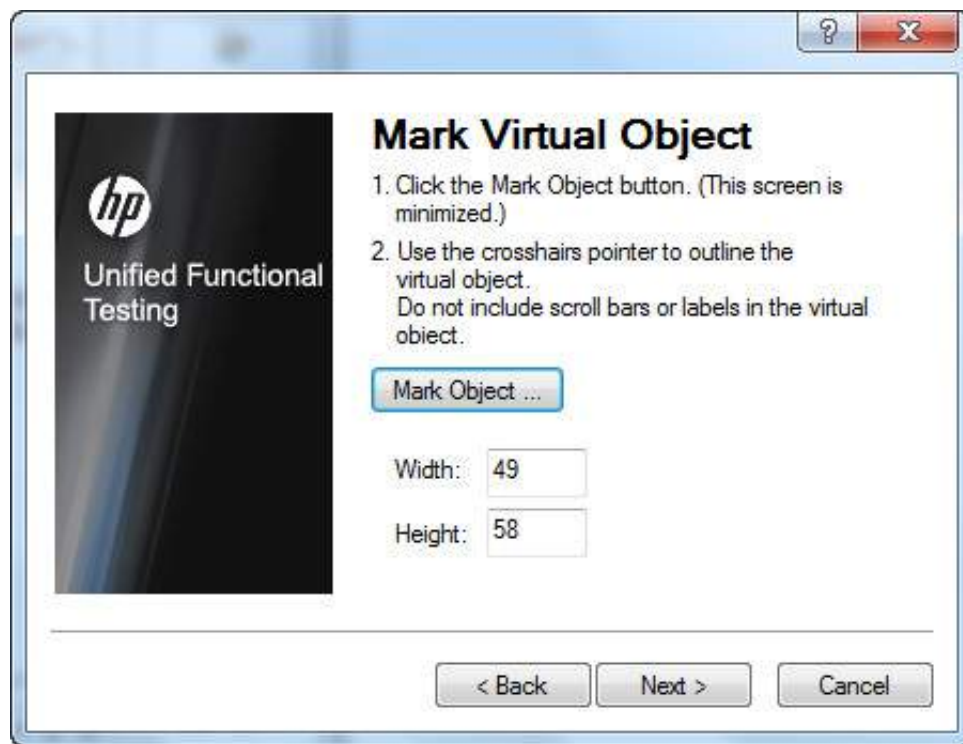 ?
X
hp
Unified Functional
Testing
Mark Virtual Object
1. Click the Mark Object button. (This screen is
minimized.)
2. Use the crosshairs pointer to outline the
virtual object.
Do not include scroll bars or labels in the virtual
object.
Mark Object ...
Width: 49
Height: 58
< Back
Next >
Cancel